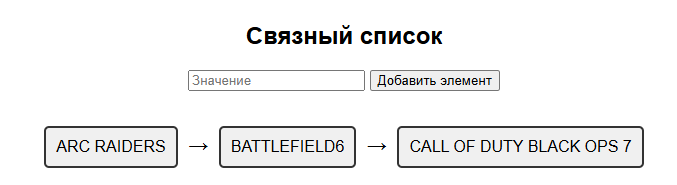 Связный список
Значение Добавить элемент
ARC RAIDERS → BATTLEFIELD6 → CALL OF DUTY BLACK OPS 7